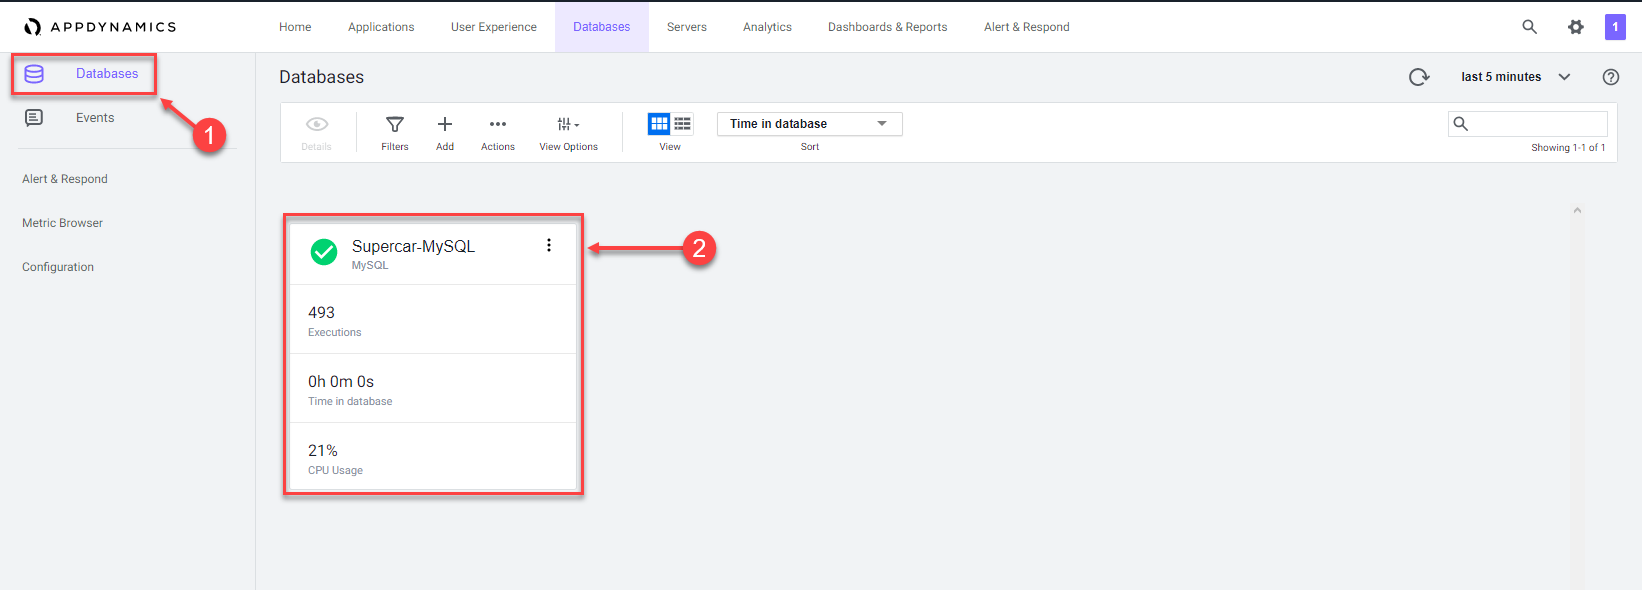 APPDYNAMICS
Home
Applications
User Experience
Databases
Servers
Analytics
Dashboards & Reports
Alert & Respond
1
Databases
Events
1
Alert & Respond
Metric Browser
Configuration
Databases
last 5 minutes
Details
Filters
Add
Actions
View Options
View
Time in database
Sort
Showing 1-1 of 1
Supercar-MySQL
MySQL
2
493
Executions
0h 0m 0s
Time in database
21%
CPU Usage